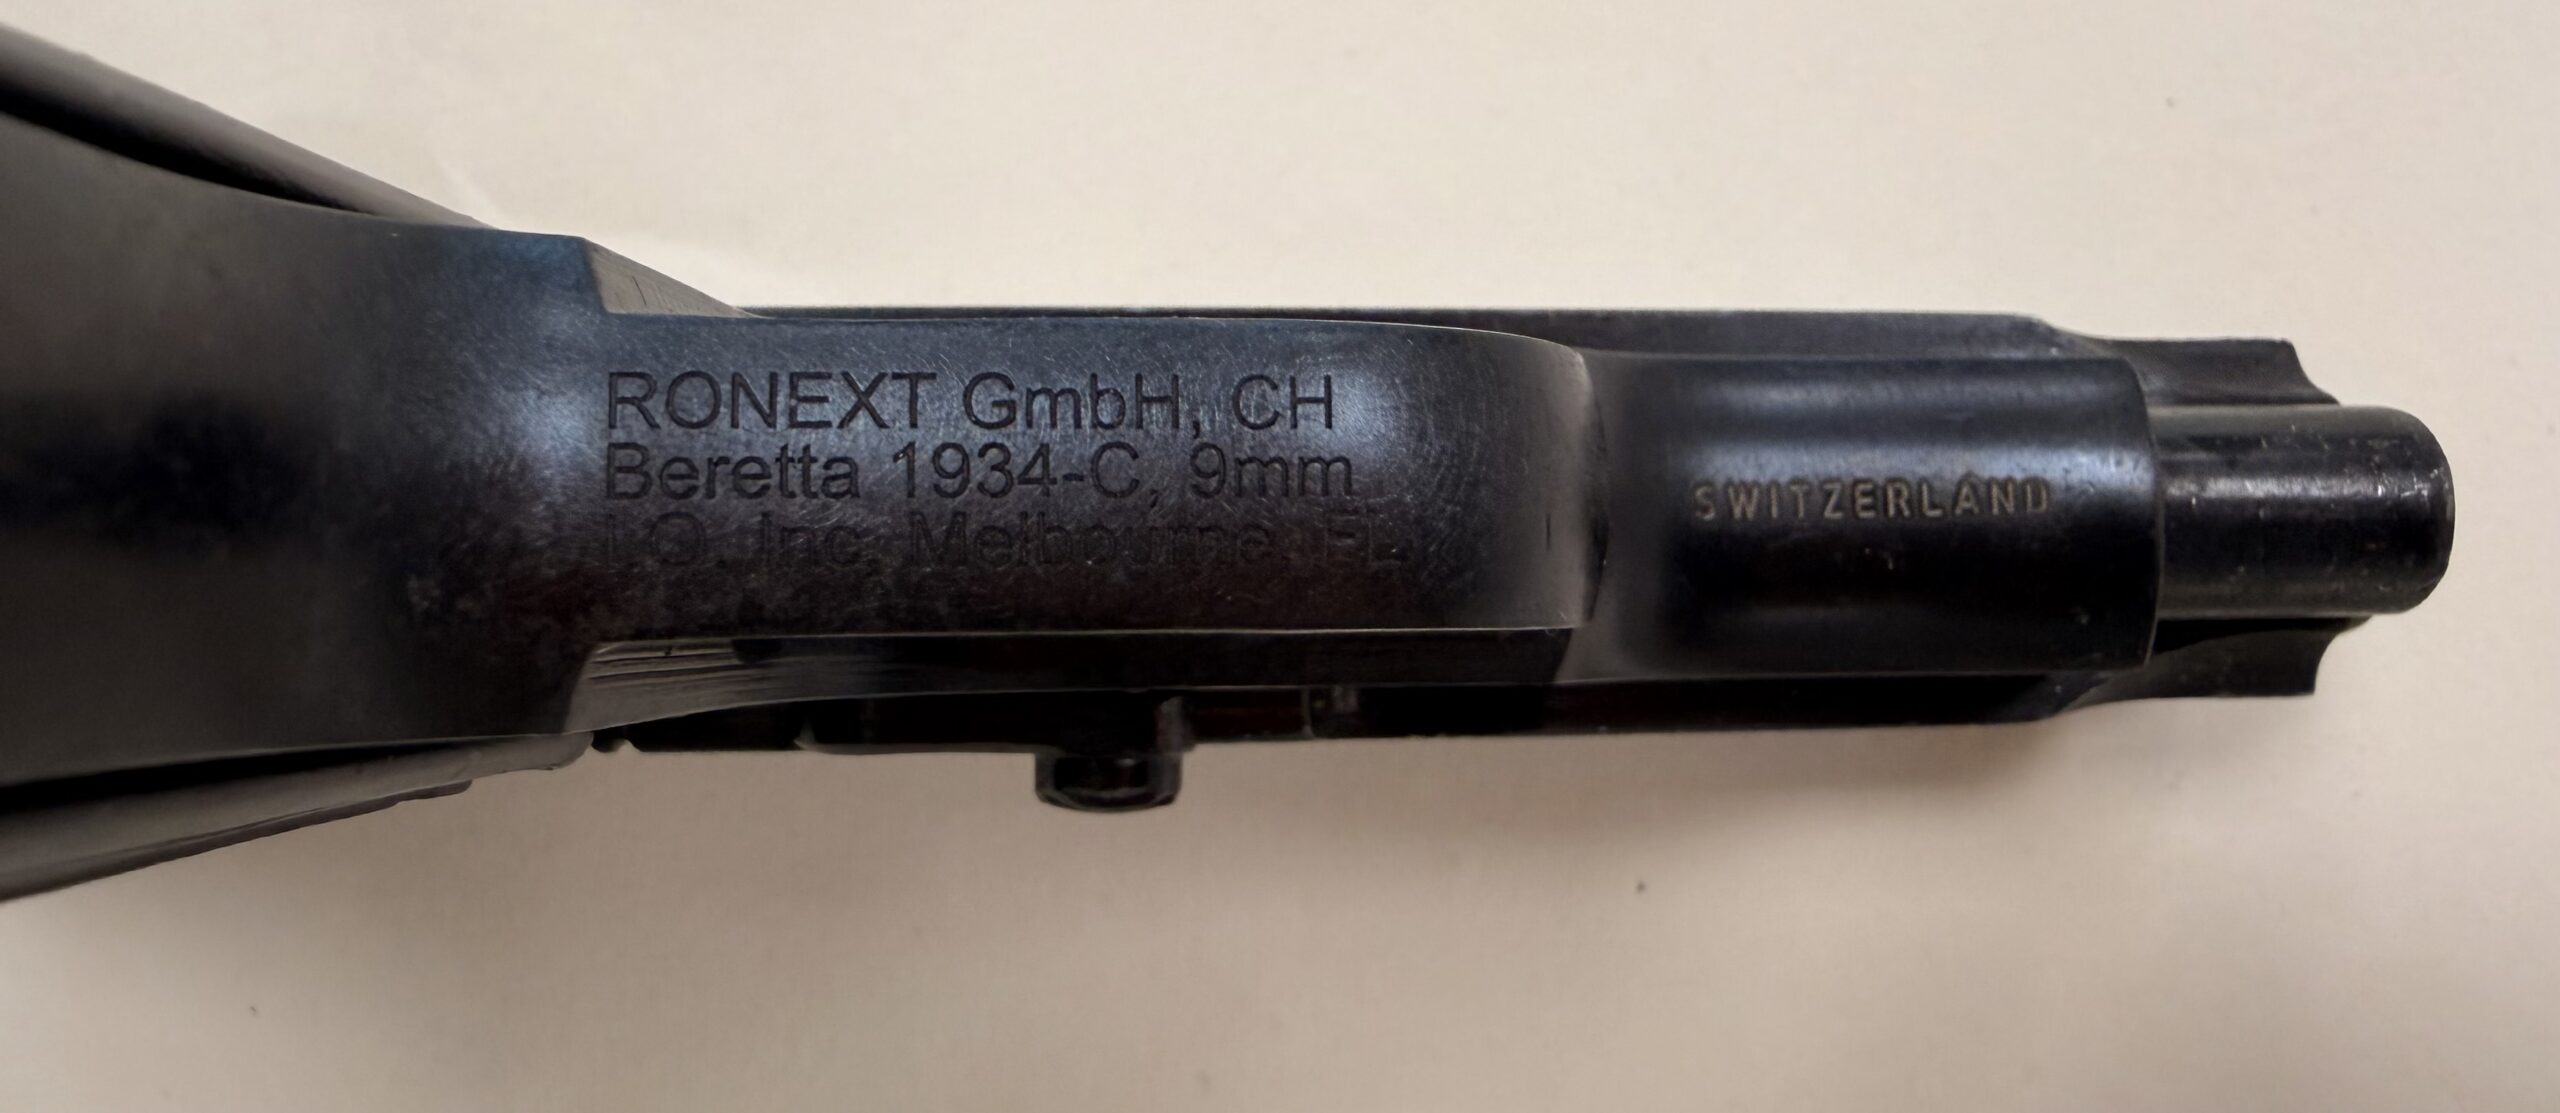 RONEXT GmbH, CH
Beretta 1934-C, 9mm
I.O. Inc. Melbourne, FL
SWITZERLAND